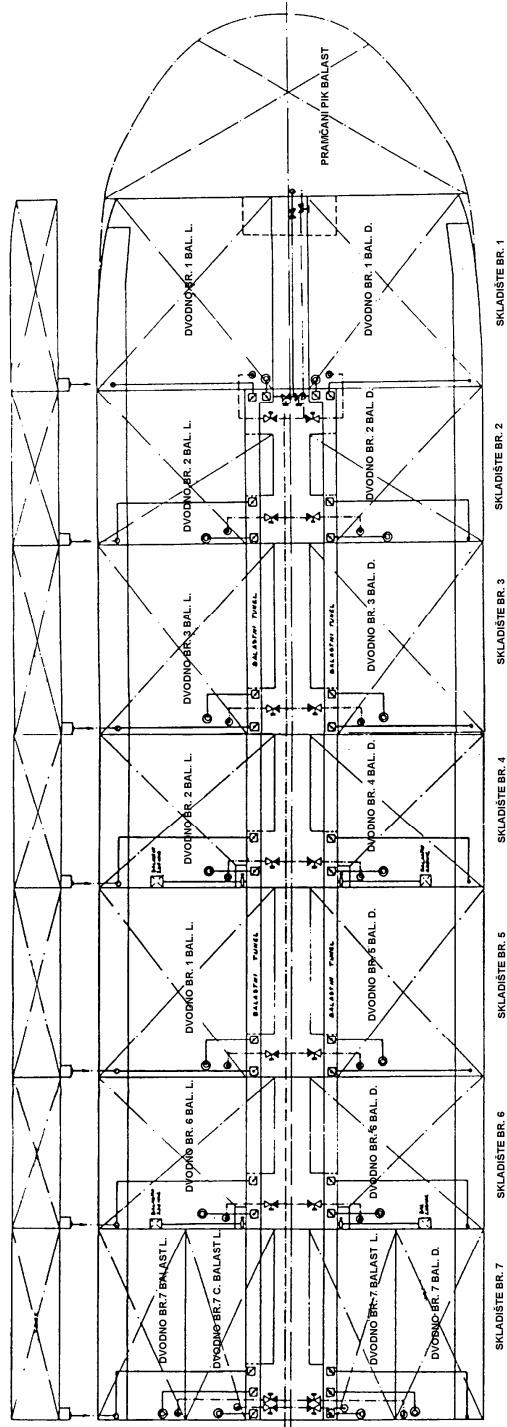 PRAMČANI PIK BALAST
DVODNO BR. 1 BAL. L.
DVODNO BR. 1 BAL. D.
SKLADIŠTE BR. 1
DVODNO BR. 2 BAL. L.
DVODNO BR. 2 BAL. D.
SKLADIŠTE BR. 2
DVODNO BR. 3 BAL. L.
BALASTNI TUNEL
BALASTNI TUNEL
DVODNO BR. 3 BAL. D.
SKLADIŠTE BR. 3
DVODNO BR. 2 BAL. L.
DVODNO BR. 4 BAL. D.
SKLADIŠTE BR. 4
DVODNO BR. 1 BAL. L.
BALASTNI TUNEL
BALASTNI TUNEL
DVODNO BR. 5 BAL. D.
SKLADIŠTE BR. 5
DVODNO BR. 6 BAL. L.
DVODNO BR. 6 BAL. D.
SKLADIŠTE BR. 6
DVODNO BR.7 BALAST L.
DVODNO BR.7 C. BALAST L.
DVODNO BR.7. BALAST L.
DVODNO BR. 7 BAL. D.
SKLADIŠTE BR. 7